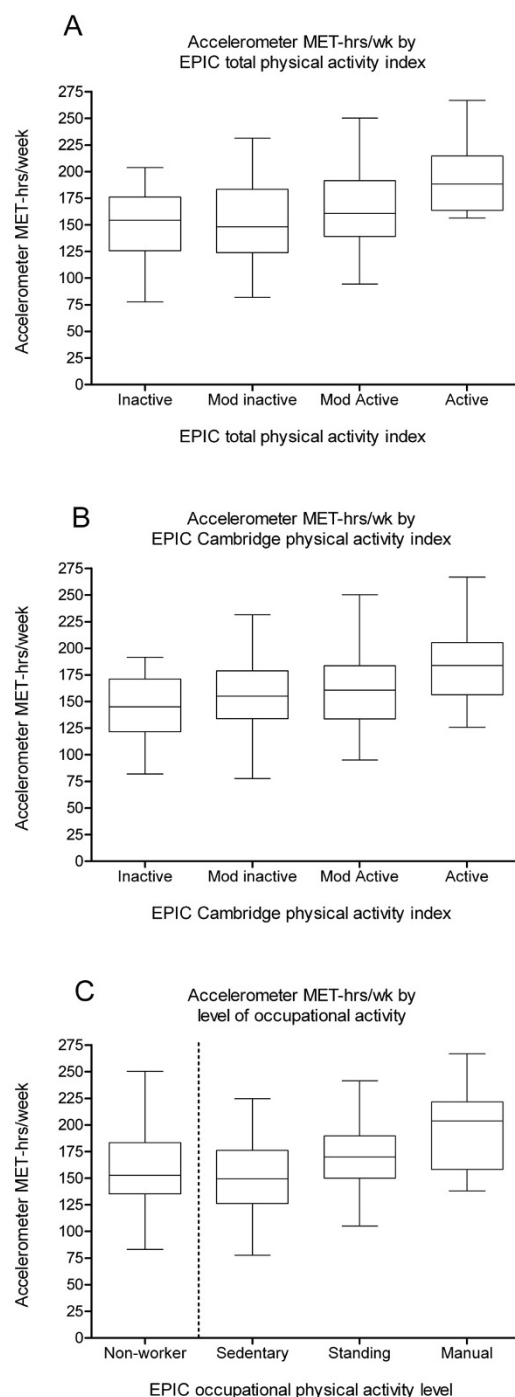 A
Accelerometer MET-hrs/wk by
EPIC total physical activity index
Accelerometer MET-hrs/week
275
250
225
200
175
150
125
100
75
50
25
0
Inactive Mod inactive Mod Active Active
EPIC total physical activity index
B
Accelerometer MET-hrs/wk by
EPIC Cambridge physical activity index
Accelerometer MET-hrs/week
275
250
225
200
175
150
125
100
75
50
25
0
Inactive Mod inactive Mod Active Active
EPIC Cambridge physical activity index
C
Accelerometer MET-hrs/wk by
level of occupational activity
Accelerometer MET-hrs/week
275
250
225
200
175
150
125
100
75
50
25
0
Non-worker Sedentary Standing Manual
EPIC occupational physical activity level